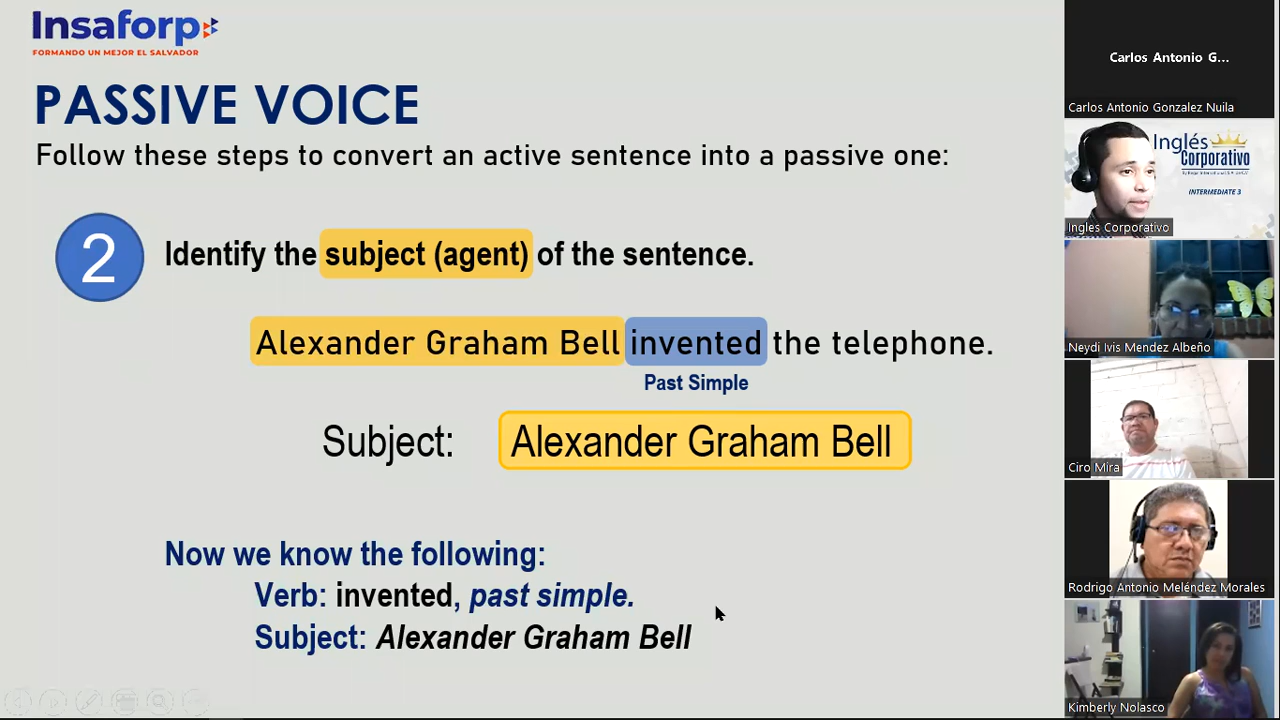 Insaforp
FORMANDO UN MEJOR EL SALVADOR
PASSIVE VOICE
Follow these steps to convert an active sentence into a passive one:
2
Identify the subject (agent) of the sentence.
Alexander Graham Bell invented the telephone.
Past Simple
Subject: Alexander Graham Bell
Now we know the following:
Verb: invented, past simple.
Subject: Alexander Graham Bell
Carlos Antonio G...
Carlos Antonio Gonzalez Nuila
Inglés
Corporativo
INTERMEDIATE 3
Ingles Corporativo
Neydi Ivis Mendez Albeño
Ciro Mira
Rodrigo Antonio Meléndez Morales
Kimberly Nolasco